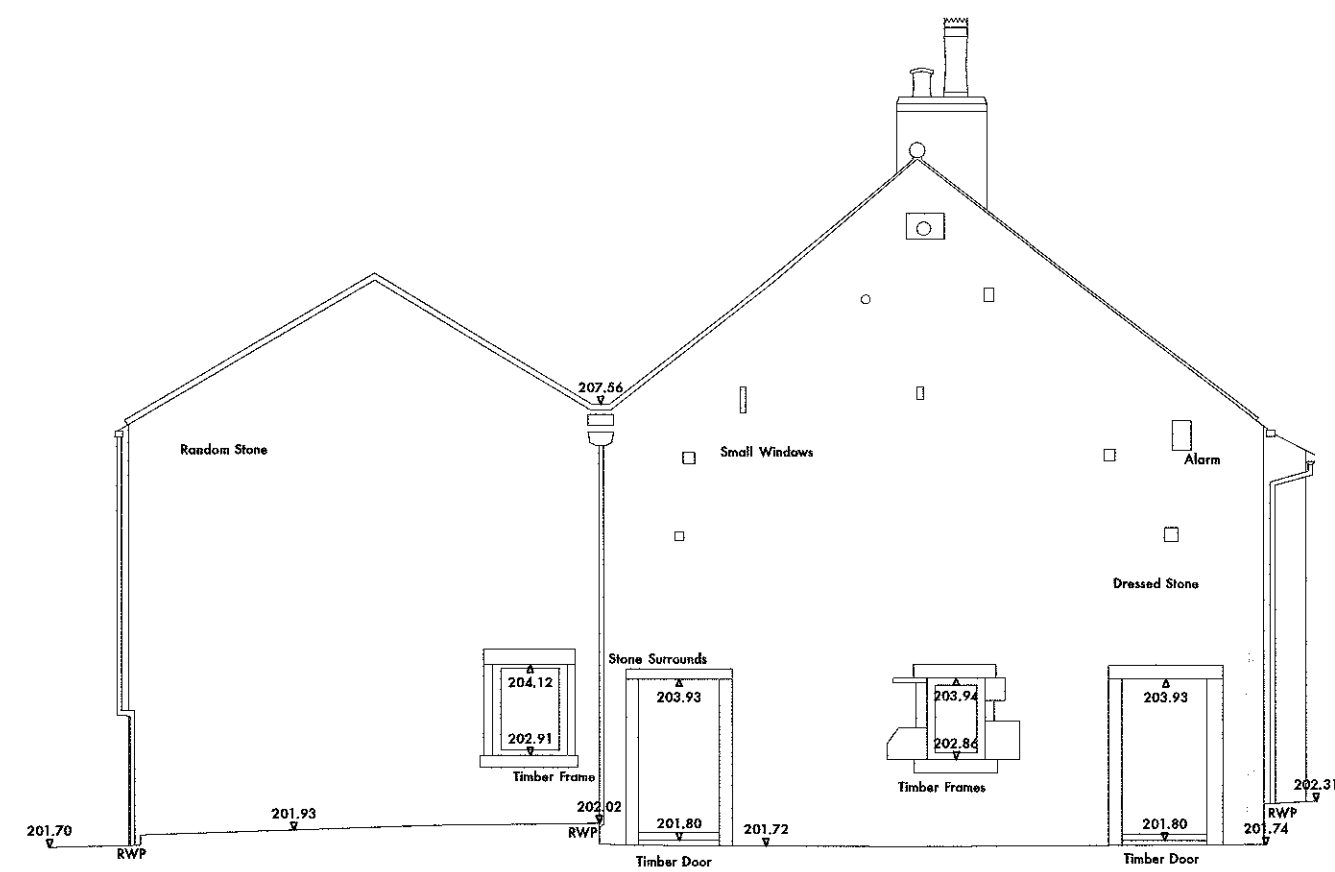 207.56
Random Stone
Small Windows
Alarm
Dressed Stone
Stone Surrounds
204.12
203.93
203.94
203.93
202.91
202.86
Timber Frame
Timber Frames
202.31
201.70
201.93
202.02
RWP
201.80
201.72
201.80
201.74
RWP
RWP
Timber Door
Timber Door